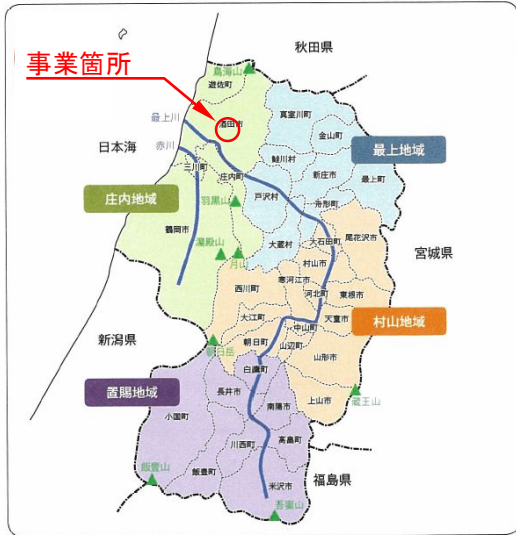 秋田県
事業箇所
鳥海山
遊佐町
真室川町
最上川
酒田市
金山町
日本海
赤川
鮭川村
最上地域
三川町
庄内町
新庄市
最上町
戸沢村
庄内地域
羽黒山
舟形町
鶴岡市
大蔵村
大石田町
尾花沢市
湯殿山
月山
村山市
宮城県
西川町
寒河江市
河北町
東根市
大江町
天童市
村山地域
中山町
新潟県
朝日岳
朝日町
山辺町
山形市
白鷹町
置賜地域
長井市
上山市
蔵王山
小国町
南陽市
川西町
高畠町
飯豊山
飯豊町
米沢市
福島県
吾妻山